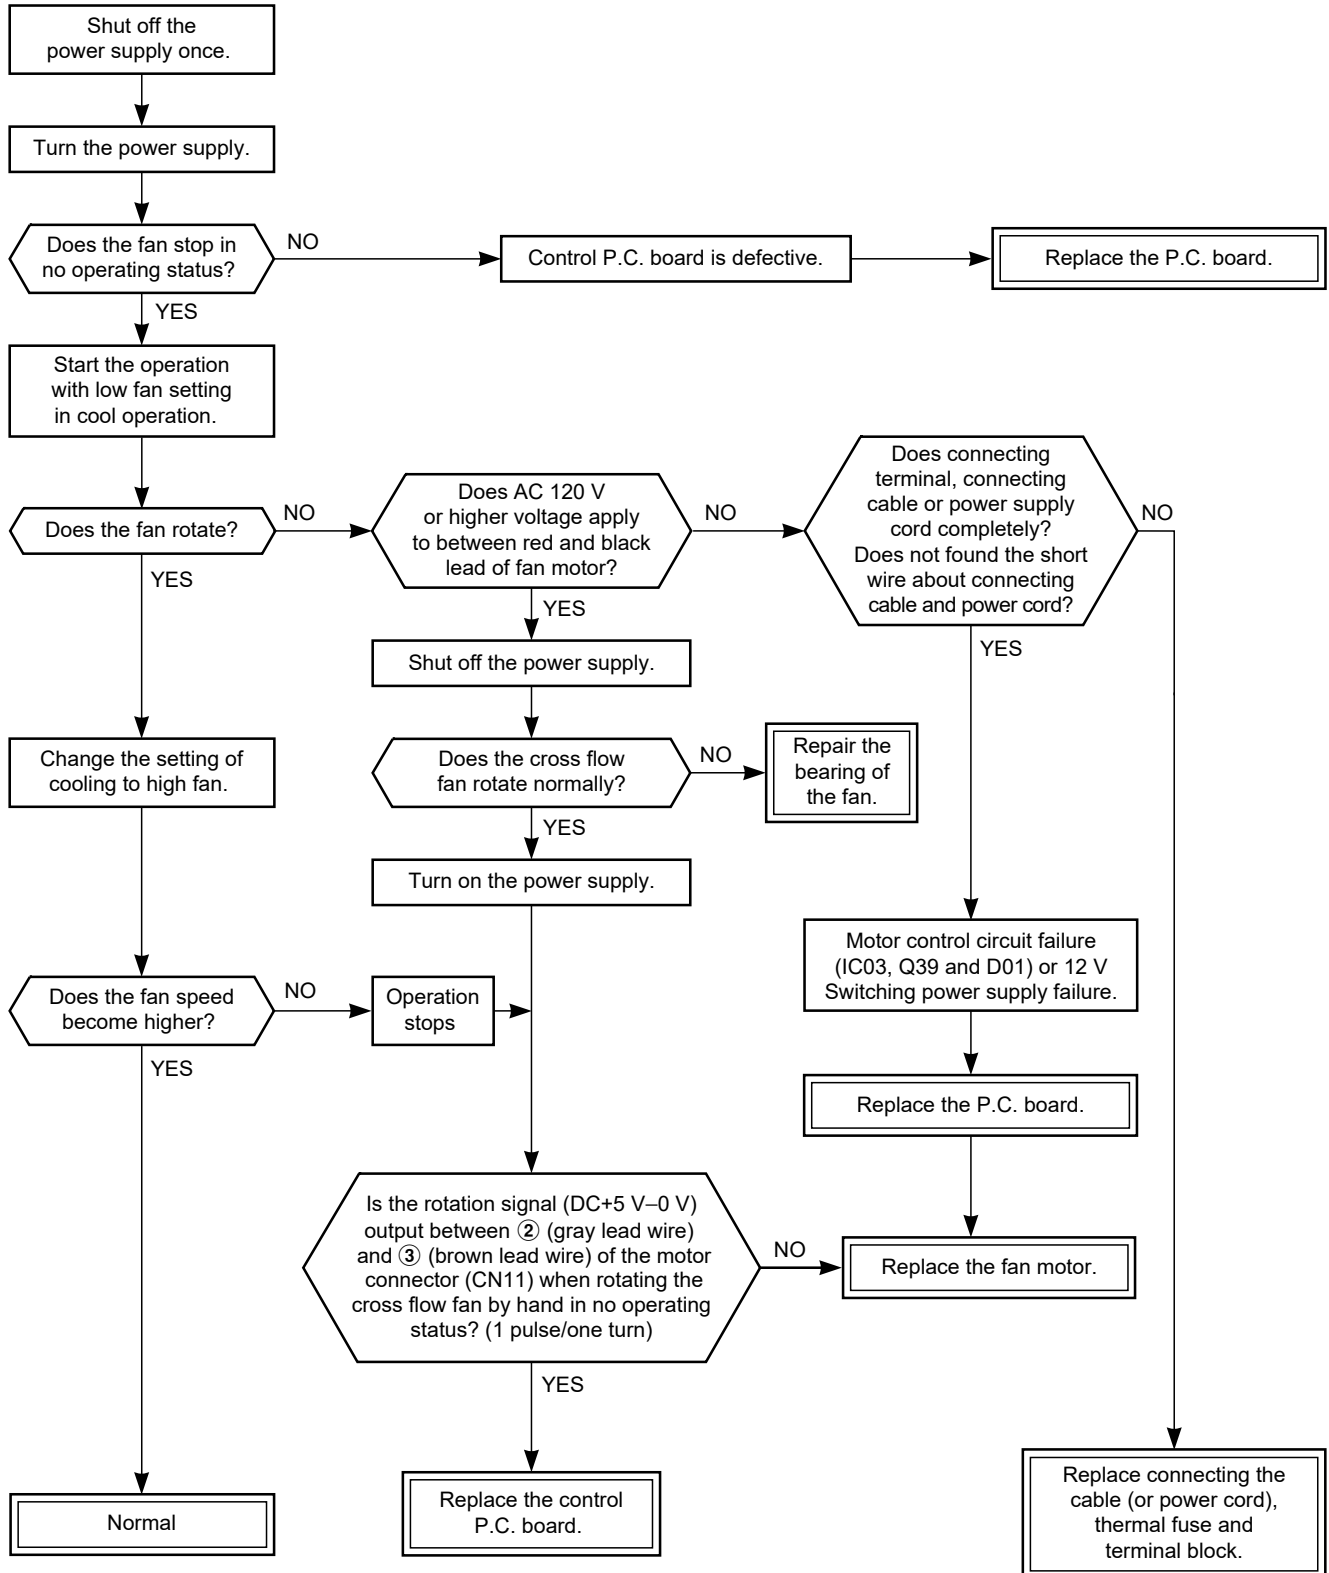 Shut off the
power supply once.
Turn the power supply.
Does the fan stop in
no operating status?
NO
Control P.C. board is defective.
Replace the P.C. board.
YES
Start the operation
with low fan setting
in cool operation.
Does the fan rotate?
NO
Does AC 120 V
or higher voltage apply
to between red and black
lead of fan motor?
NO
Does connecting
terminal, connecting
cable or power supply
cord completely?
Does not found the short
wire about connecting
cable and power cord?
NO
YES
YES
YES
Shut off the power supply.
Change the setting of
cooling to high fan.
Does the cross flow
fan rotate normally?
NO
Repair the
bearing of
the fan.
YES
Turn on the power supply.
Motor control circuit failure
(IC03, Q39 and D01) or 12 V
Switching power supply failure.
Does the fan speed
become higher?
NO
Operation
stops
YES
Replace the P.C. board.
Is the rotation signal (DC+5 V–0 V)
output between ② (gray lead wire)
and ③ (brown lead wire) of the motor
connector (CN11) when rotating the
cross flow fan by hand in no operating
status? (1 pulse/one turn)
NO
Replace the fan motor.
YES
Normal
Replace the control
P.C. board.
Replace connecting the
cable (or power cord),
thermal fuse and
terminal block.